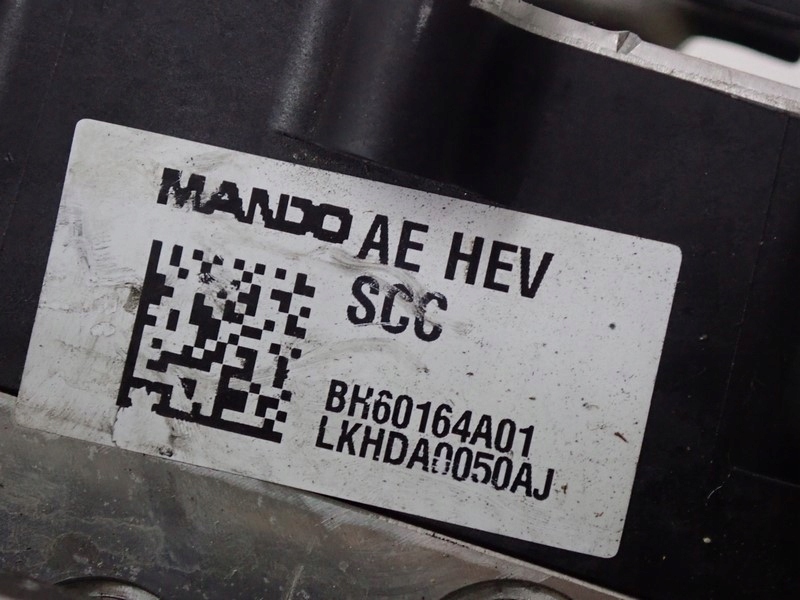 MANDO AE HEV
SCC
BH60164A01
LKHDA0050AJ